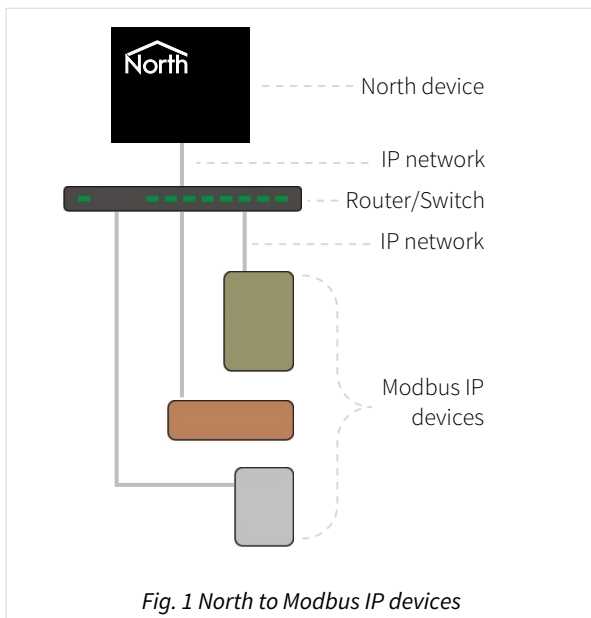 North
North device
IP network
Router/Switch
IP network
Modbus IP
devices
Fig. 1 North to Modbus IP devices